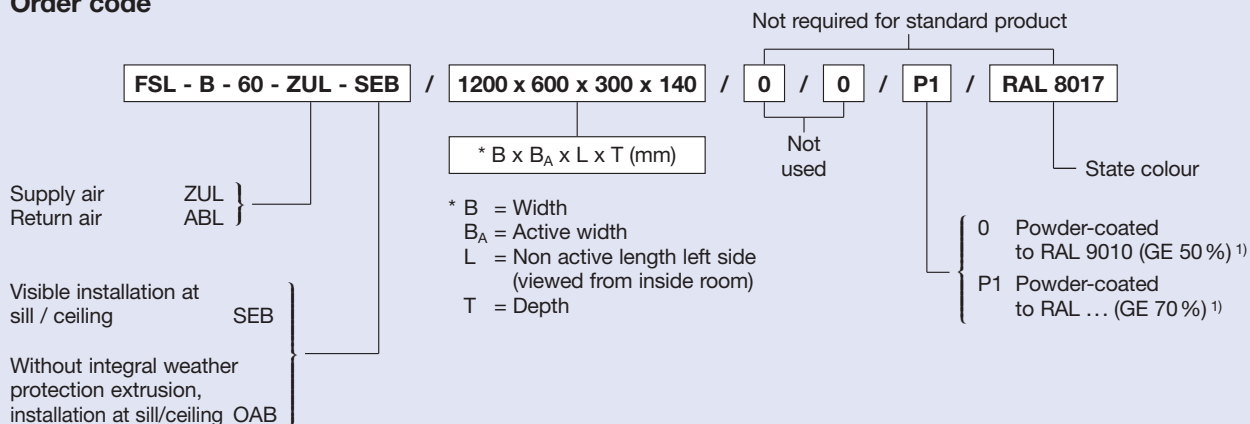 Order code
Not required for standard product
FSL - B - 60 - ZUL - SEB / 1200 x 600 x 300 x 140 / 0 / 0 / P1 / RAL 8017
* B x BA x L x T (mm)
Not
used
State colour
Supply air ZUL
Return air ABL
Visible installation at
sill / ceiling SEB
Without integral weather
protection extrusion,
installation at sill/ceiling OAB
* B = Width
BA = Active width
L = Non active length left side
(viewed from inside room)
T = Depth
0 Powder-coated
to RAL 9010 (GE 50 %) 1)
P1 Powder-coated
to RAL … (GE 70 %) 1)